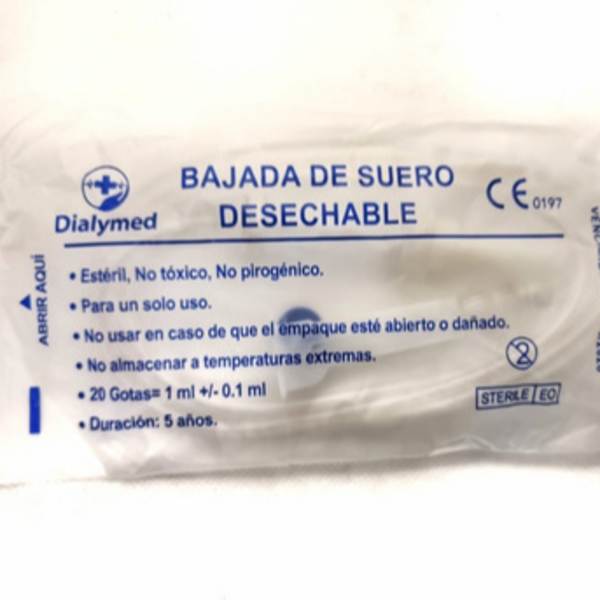 BAJADA DE SUERO
DESECHABLE
CE 0197
Dialymed
ABRIR AQUÍ
• Estéril, No tóxico, No pirogénico.
• Para un solo uso.
• No usar en caso de que el empaque esté abierto o dañado.
• No almacenar a temperaturas extremas.
• 20 Gotas= 1 ml +/- 0.1 ml
• Duración: 5 años.
2
STERILE EO